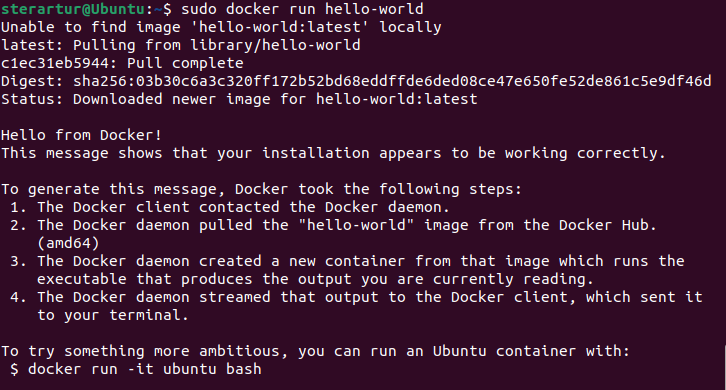 sterartur@Ubuntu:~$ sudo docker run hello-world
Unable to find image 'hello-world:latest' locally
latest: Pulling from library/hello-world
c1ec31eb5944: Pull complete
Digest: sha256:03b30c6a3c320ff172b52bd68eddffde6ded08ce47e650fe52de861c5e9df46d
Status: Downloaded newer image for hello-world:latest

Hello from Docker!
This message shows that your installation appears to be working correctly.

To generate this message, Docker took the following steps:
 1. The Docker client contacted the Docker daemon.
 2. The Docker daemon pulled the "hello-world" image from the Docker Hub.
    (amd64)
 3. The Docker daemon created a new container from that image which runs the
    executable that produces the output you are currently reading.
 4. The Docker daemon streamed that output to the Docker client, which sent it
    to your terminal.

To try something more ambitious, you can run an Ubuntu container with:
 $ docker run -it ubuntu bash